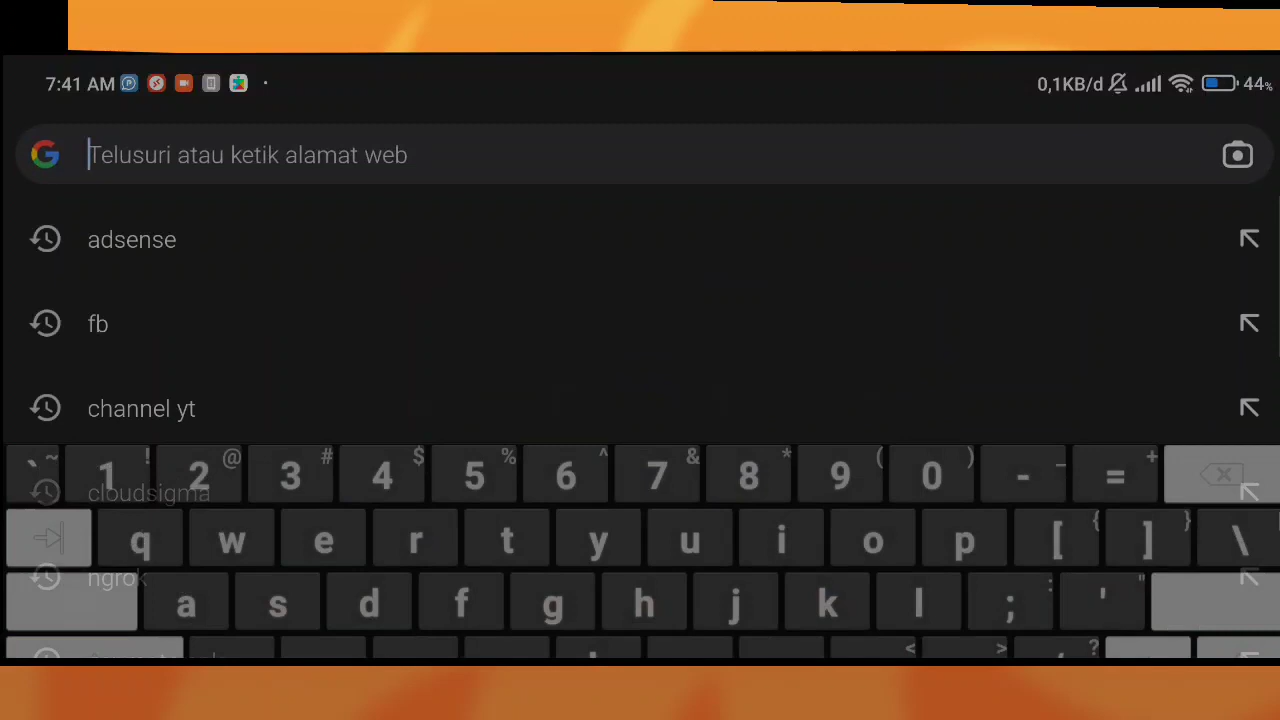 7:41 AM
0,1KB/d 44%
Telusuri atau ketik alamat web
adsense
fb
channel yt
` ~ 1 ! 2 @ 3 # 4 $ 5 % 6 ^ 7 & 8 * 9 ( 0 ) - _ = +
cloudsigma
q w e r t y u i o p [ { ] } \
ngrok
a s d f g h j k l ; : ' "
< > ?